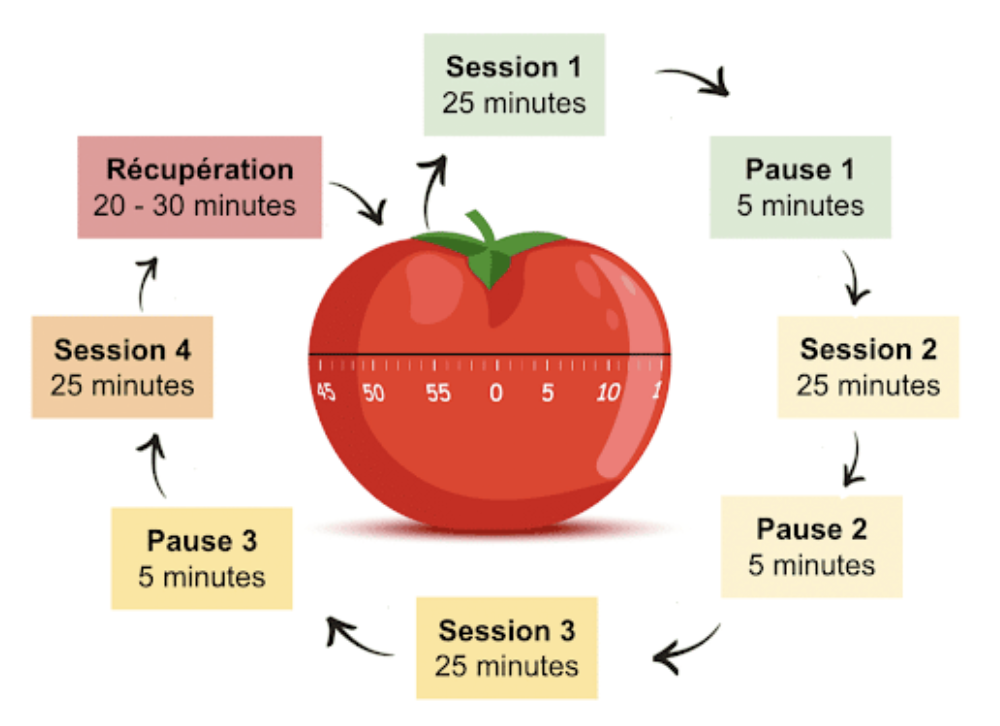 Session 1
25 minutes
Pause 1
5 minutes
Session 2
25 minutes
Pause 2
5 minutes
Session 3
25 minutes
Pause 3
5 minutes
Session 4
25 minutes
Récupération
20 - 30 minutes
45 50 55 0 5 10 1